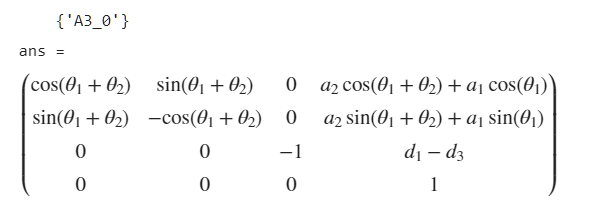 {'A3_0'}
ans =
cos(θ₁ + θ₂) sin(θ₁ + θ₂) 0 a₂ cos(θ₁ + θ₂) + a₁ cos(θ₁)
sin(θ₁ + θ₂) −cos(θ₁ + θ₂) 0 a₂ sin(θ₁ + θ₂) + a₁ sin(θ₁)
0 0 −1 d₁ − d₃
0 0 0 1